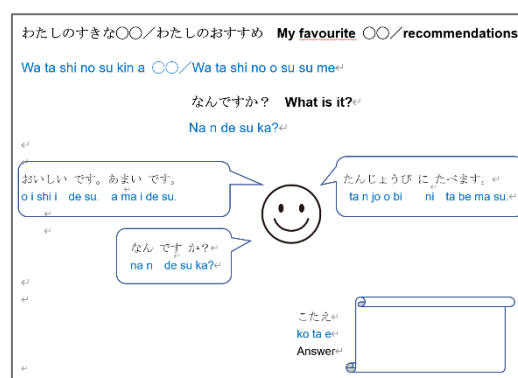 わたしのすきな〇〇／わたしのおすすめ My favourite 〇〇／recommendations
Wa ta shi no su kin a 〇〇／Wa ta shi no o su su me
なんですか？ What is it?
Na n de su ka?
おいしい です。あまい です。
o i shi i de su. a ma i de su.
たんじょうび に たべます。
ta n jo o bi ni ta be ma su.
なん です か？
na n de su ka?
こたえ
ko ta e
Answer